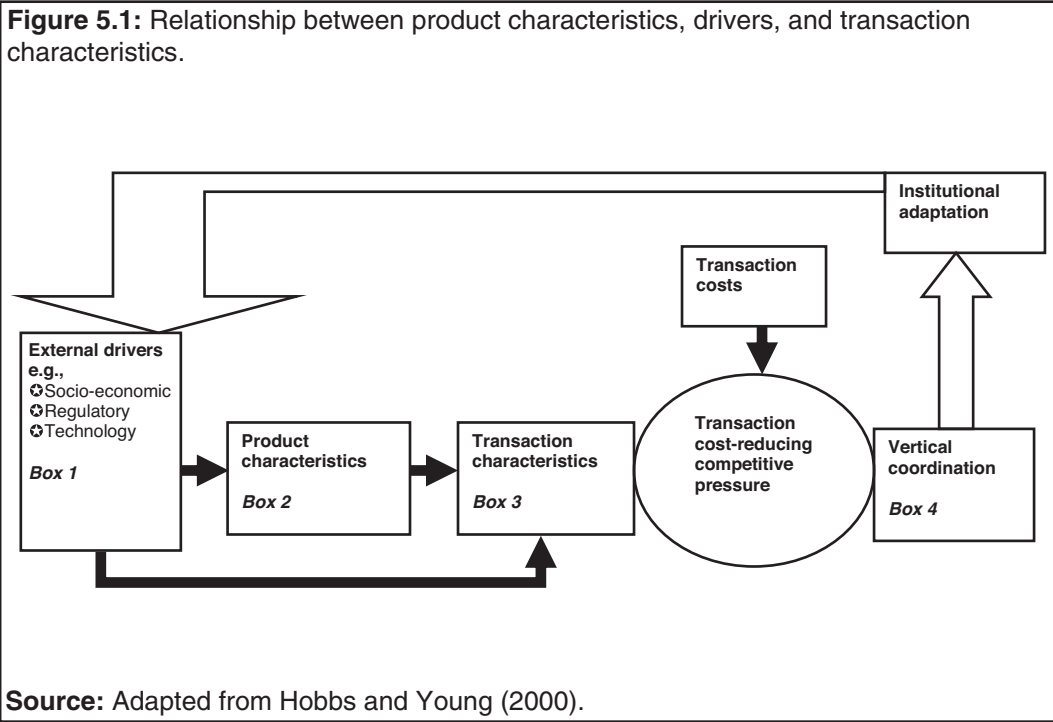 Figure 5.1: Relationship between product characteristics, drivers, and transaction
characteristics.
Institutional
adaptation
Transaction
costs
External drivers
e.g.,
✪Socio-economic
✪Regulatory
✪Technology
Box 1
Product
characteristics
Box 2
Transaction
characteristics
Box 3
Transaction
cost-reducing
competitive
pressure
Vertical
coordination
Box 4
Source: Adapted from Hobbs and Young (2000).